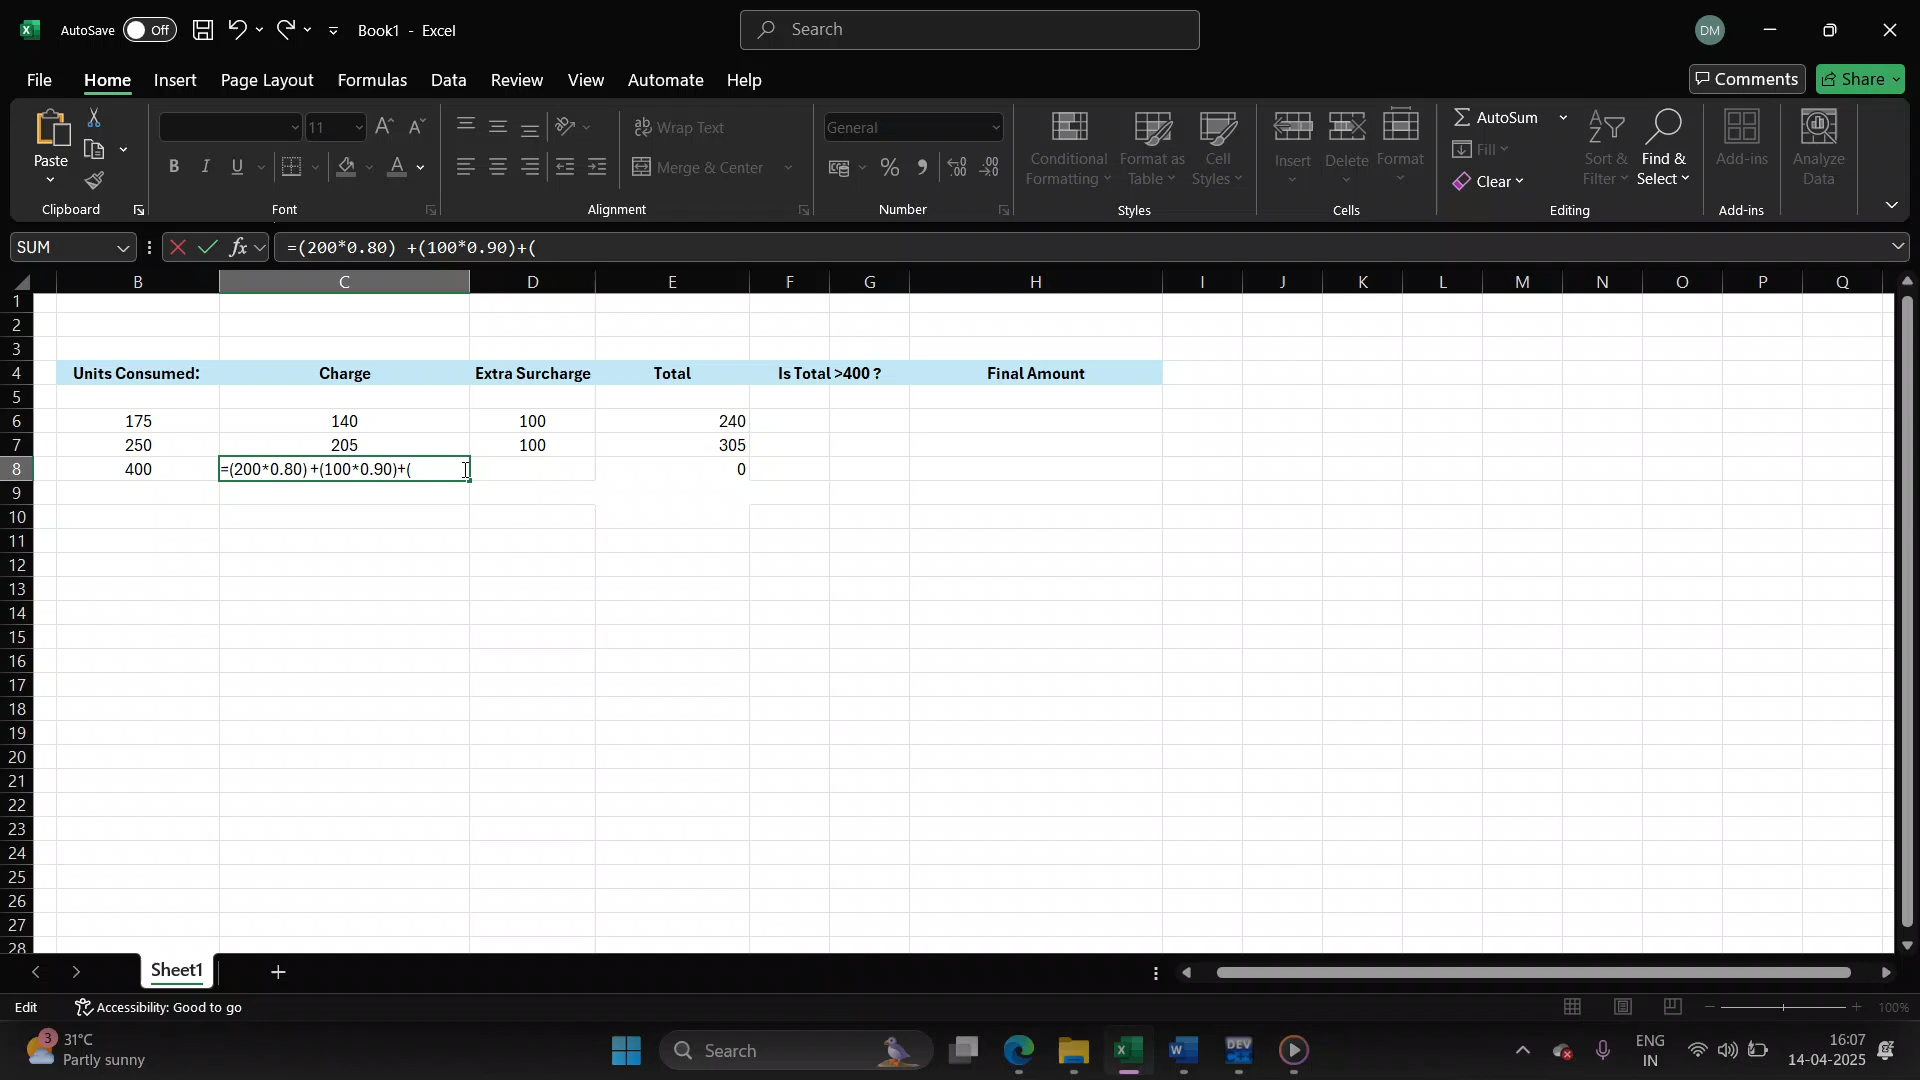 AutoSave Off Book1 - Excel Search DM
File Home Insert Page Layout Formulas Data Review View Automate Help Comments Share
Paste 11 Wrap Text General Conditional Formatting Format as Table Cell Styles Insert Delete Format AutoSum Sort & Filter Find & Select Add-ins Analyze Data
B I U A Merge & Center % Fill Clear
Clipboard Font Alignment Number Styles Cells Editing Add-ins
SUM fx =(200*0.80) +(100*0.90)+(
B C D E F G H I J K L M N O P Q
1
2
3
4 Units Consumed: Charge Extra Surcharge Total Is Total >400 ? Final Amount
5
6 175 140 100 240
7 250 205 100 305
8 400 =(200*0.80) +(100*0.90)+( 0
9
10
11
12
13
14
15
16
17
18
19
20
21
22
23
24
25
26
27
28
Sheet1
Edit Accessibility: Good to go 100%
3 31°C Search DEV ENG 16:07
Partly sunny IN 14-04-2025